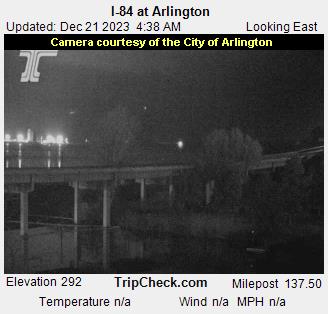 I-84 at Arlington
Updated: Dec 21 2023 4:38 AM Looking East
Camera courtesy of the City of Arlington
Elevation 292 TripCheck.com Milepost 137.50
Temperature n/a Wind n/a MPH n/a